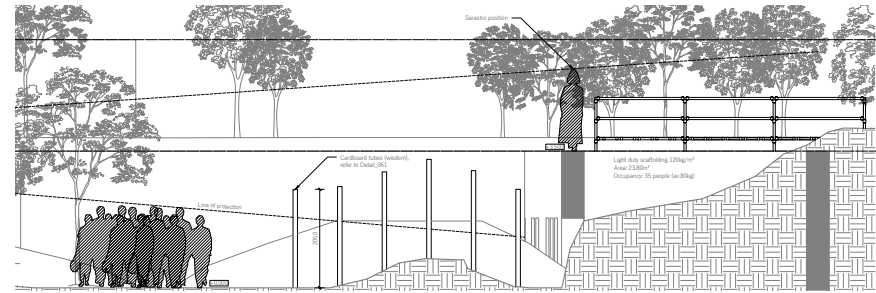 Sarastro position
Cardboard tubes (wisdom),
refer to Detail_061
Light duty scaffolding 120kg/m²
Area: 23.80m²
Occupancy: 35 people (av.80kg)
Line of projection
2000